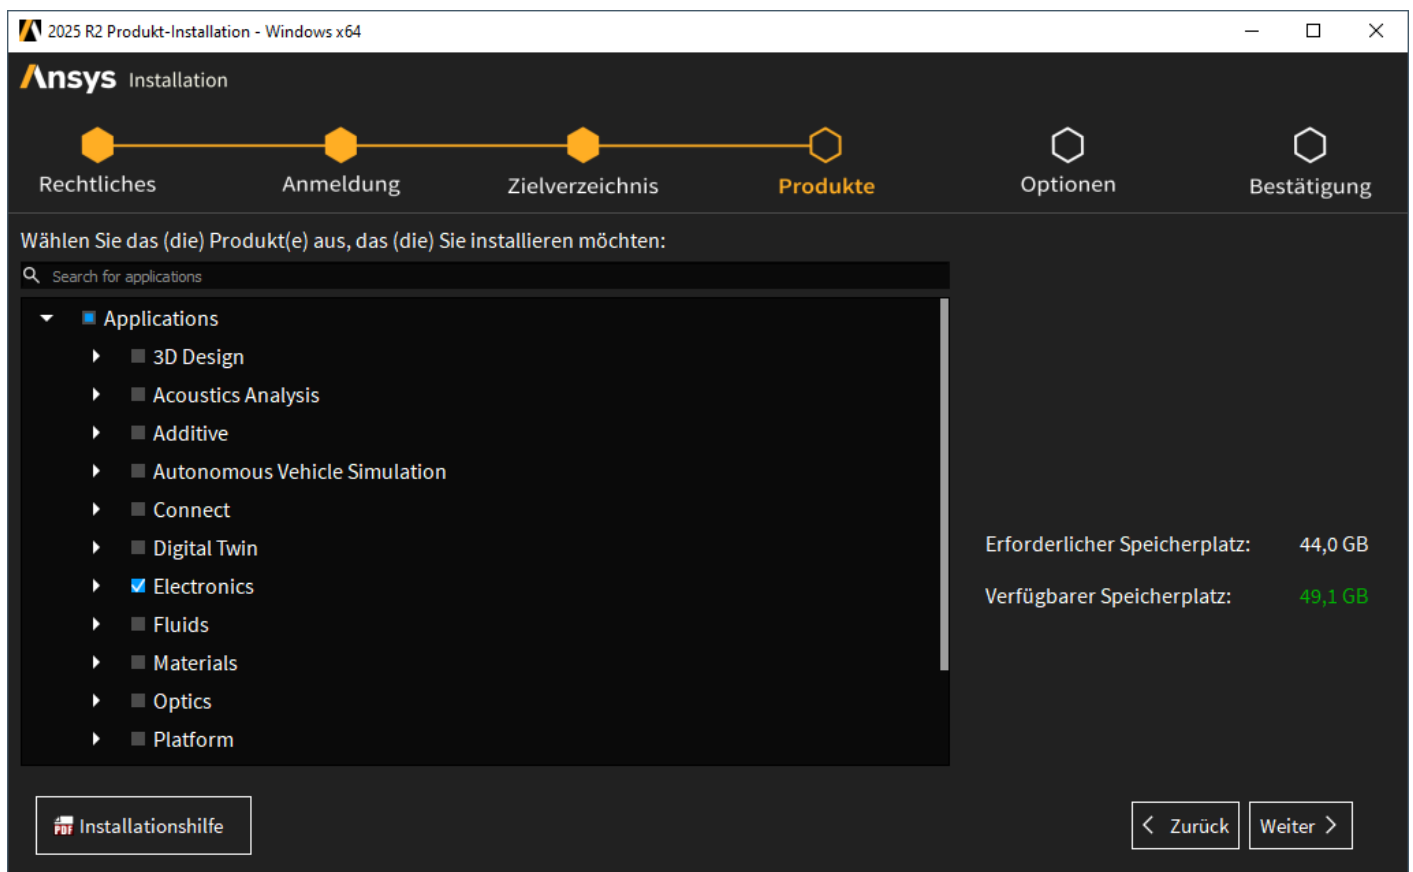 2025 R2 Produkt-Installation - Windows x64
Ansys Installation
Rechtliches Anmeldung Zielverzeichnis Produkte Optionen Bestätigung
Wählen Sie das (die) Produkt(e) aus, das (die) Sie installieren möchten:
Search for applications
Applications
3D Design
Acoustics Analysis
Additive
Autonomous Vehicle Simulation
Connect
Digital Twin
Electronics
Fluids
Materials
Optics
Platform
Erforderlicher Speicherplatz: 44,0 GB
Verfügbarer Speicherplatz: 49,1 GB
PDF Installationshilfe
Zurück
Weiter